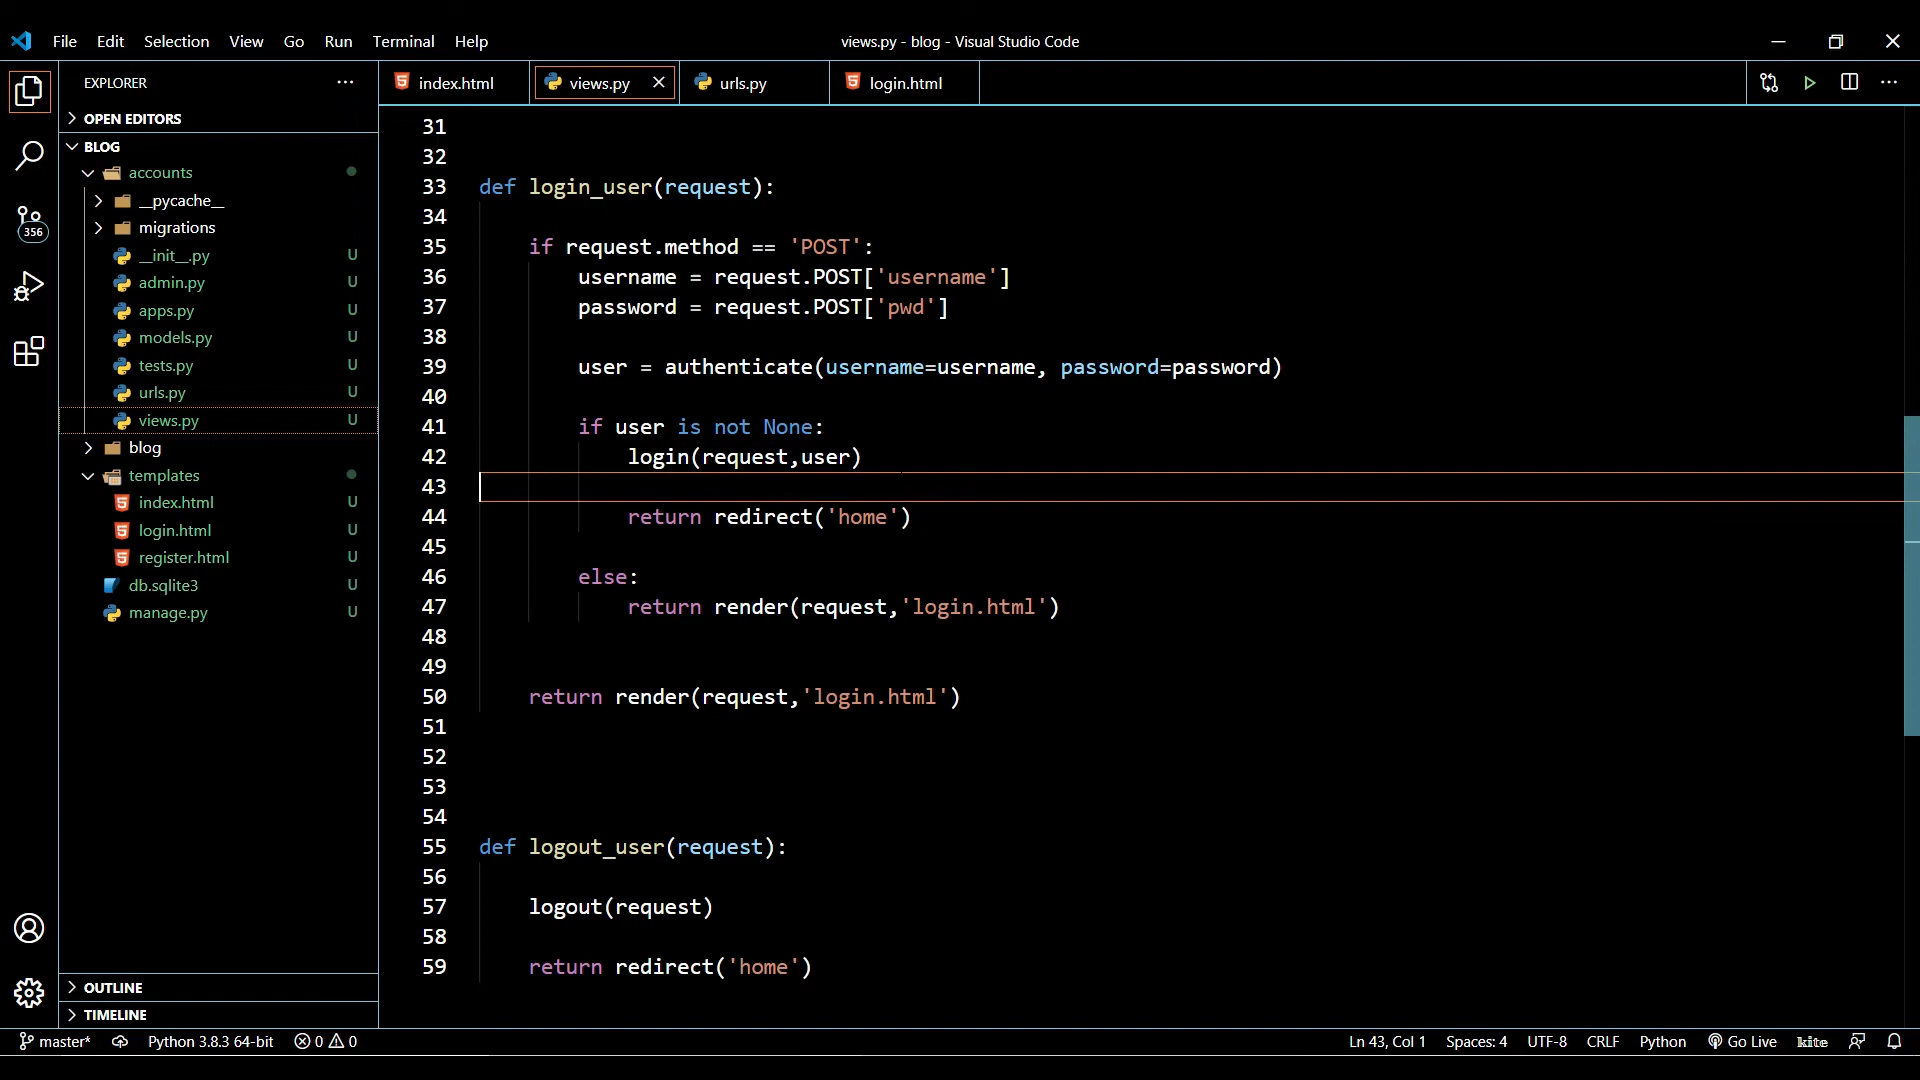 File Edit Selection View Go Run Terminal Help
views.py - blog - Visual Studio Code
EXPLORER
OPEN EDITORS
BLOG
accounts
__pycache__
migrations
__init__.py U
admin.py U
apps.py U
models.py U
tests.py U
urls.py U
views.py U
blog
templates
index.html U
login.html U
register.html U
db.sqlite3 U
manage.py U
OUTLINE
TIMELINE
356
index.html views.py urls.py login.html
31
32
33 def login_user(request):
34
35 if request.method == 'POST':
36 username = request.POST['username']
37 password = request.POST['pwd']
38
39 user = authenticate(username=username, password=password)
40
41 if user is not None:
42 login(request,user)
43
44 return redirect('home')
45
46 else:
47 return render(request,'login.html')
48
49
50 return render(request,'login.html')
51
52
53
54
55 def logout_user(request):
56
57 logout(request)
58
59 return redirect('home')
master* Python 3.8.3 64-bit 0 0 Ln 43, Col 1 Spaces: 4 UTF-8 CRLF Python Go Live kite